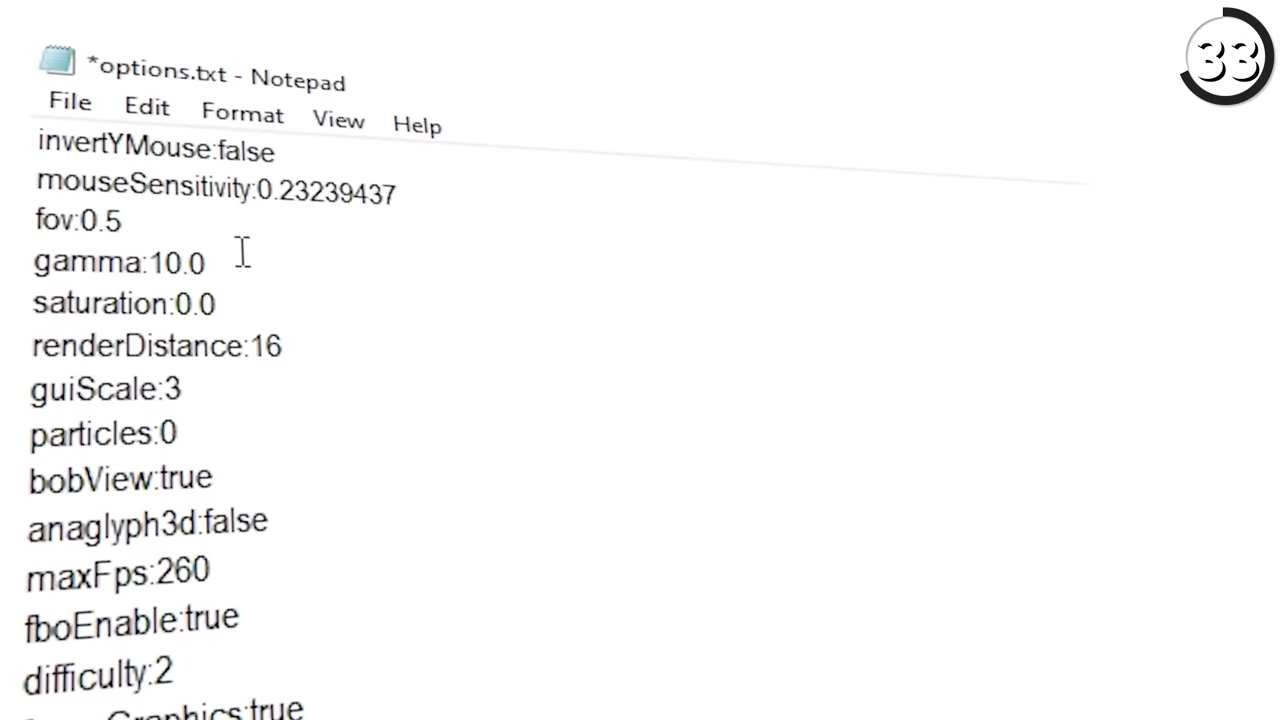 33
*options.txt - Notepad
File Edit Format View Help
invertYMouse:false
mouseSensitivity:0.23239437
fov:0.5
gamma:10.0
saturation:0.0
renderDistance:16
guiScale:3
particles:0
bobView:true
anaglyph3d:false
maxFps:260
fboEnable:true
difficulty:2
Graphics:true